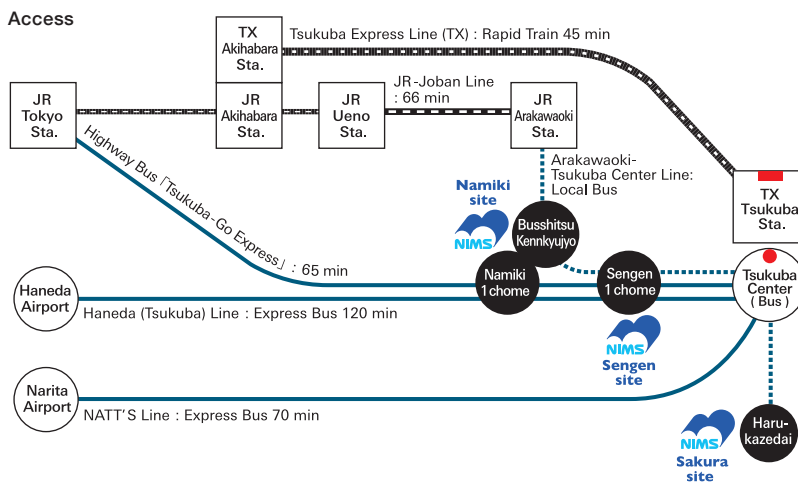 Access
TX
Akihabara
Sta.
Tsukuba Express Line (TX) : Rapid Train 45 min
JR
Tokyo
Sta.
JR
Akihabara
Sta.
JR
Ueno
Sta.
JR-Joban Line
: 66 min
JR
Arakawaoki
Sta.
Highway Bus「Tsukuba-Go Express」: 65 min
Arakawaoki-
Tsukuba Center Line:
Local Bus
TX
Tsukuba
Sta.
Namiki
site
NIMS
Busshitsu
Kennkyujyo
Namiki
1 chome
Sengen
1 chome
Tsukuba
Center
( Bus )
Haneda
Airport
Haneda (Tsukuba) Line : Express Bus 120 min
NIMS
Sengen
site
Narita
Airport
NATT'S Line : Express Bus 70 min
NIMS
Sakura
site
Haru-
kazedai